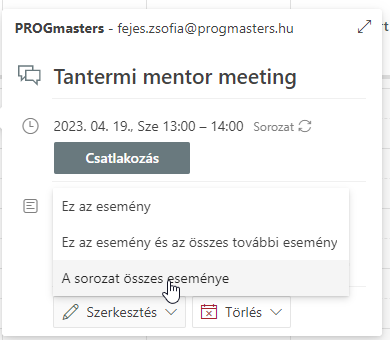 PROGmasters - fejes.zsofia@progmasters.hu
Tantermi mentor meeting
2023. 04. 19., Sze 13:00 – 14:00 Sorozat
Csatlakozás
Ez az esemény
Ez az esemény és az összes további esemény
A sorozat összes eseménye
Szerkesztés Törlés